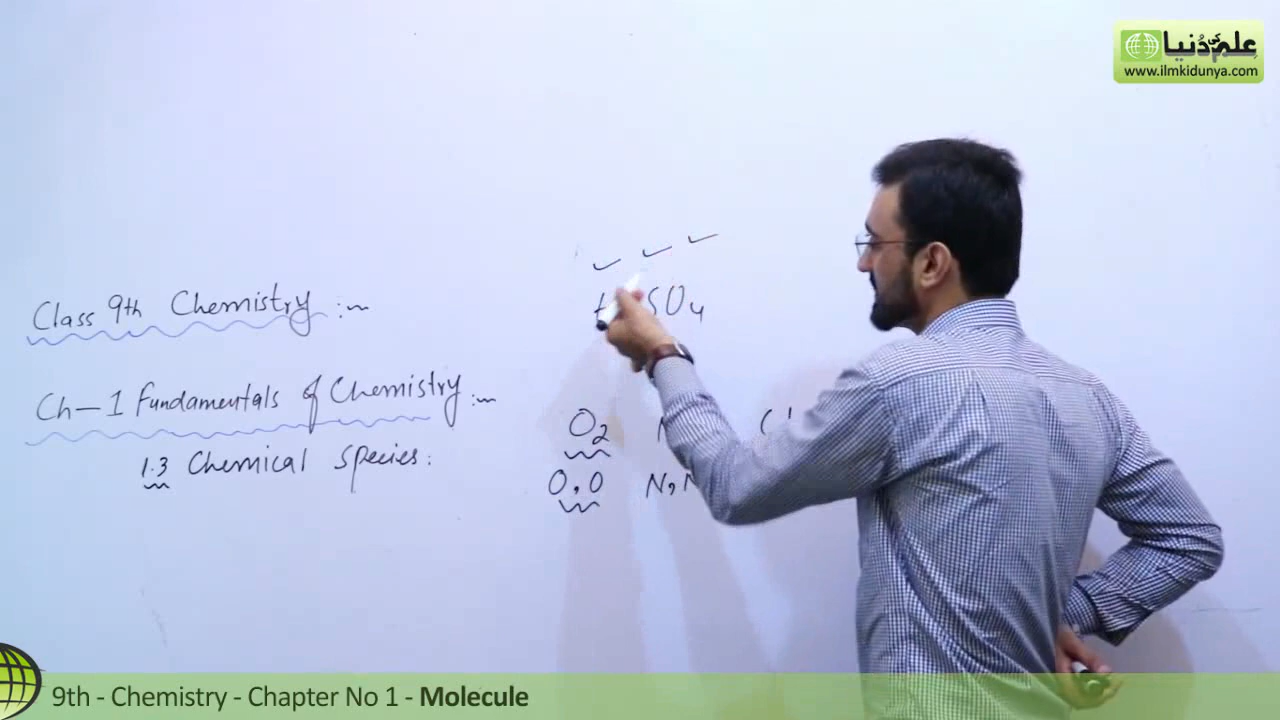 علم کی دُنیا
www.ilmkidunya.com
Class 9th Chemistry :~
Ch-1 Fundamentals of Chemistry :~
1.3 Chemical Species:
SO4
O2
O,O N,N
9th - Chemistry - Chapter No 1 - Molecule